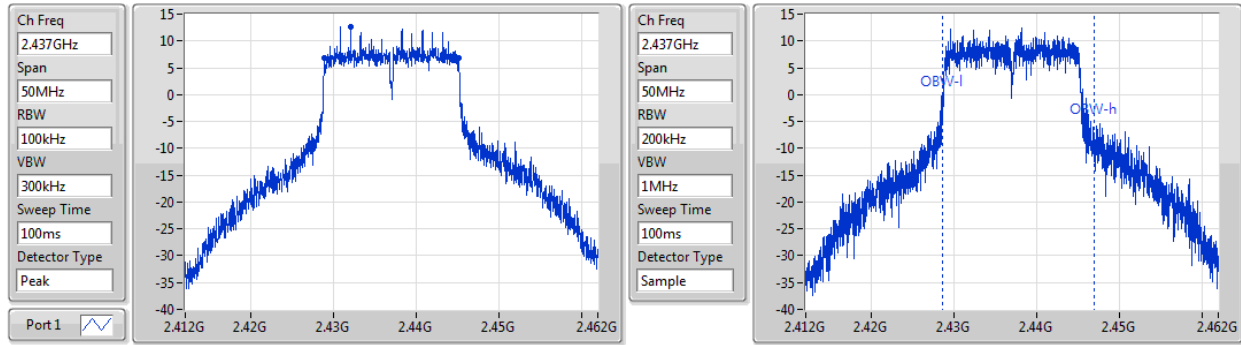 Ch Freq
2.437GHz
Span
50MHz
RBW
100kHz
VBW
300kHz
Sweep Time
100ms
Detector Type
Peak
Port 1
15
10
5
0
-5
-10
-15
-20
-25
-30
-35
-40
2.412G 2.42G 2.43G 2.44G 2.45G 2.462G
Ch Freq
2.437GHz
Span
50MHz
RBW
200kHz
VBW
1MHz
Sweep Time
100ms
Detector Type
Sample
15
10
5
0
-5
-10
-15
-20
-25
-30
-35
-40
OBW-l
OBW-h
2.412G 2.42G 2.43G 2.44G 2.45G 2.462G